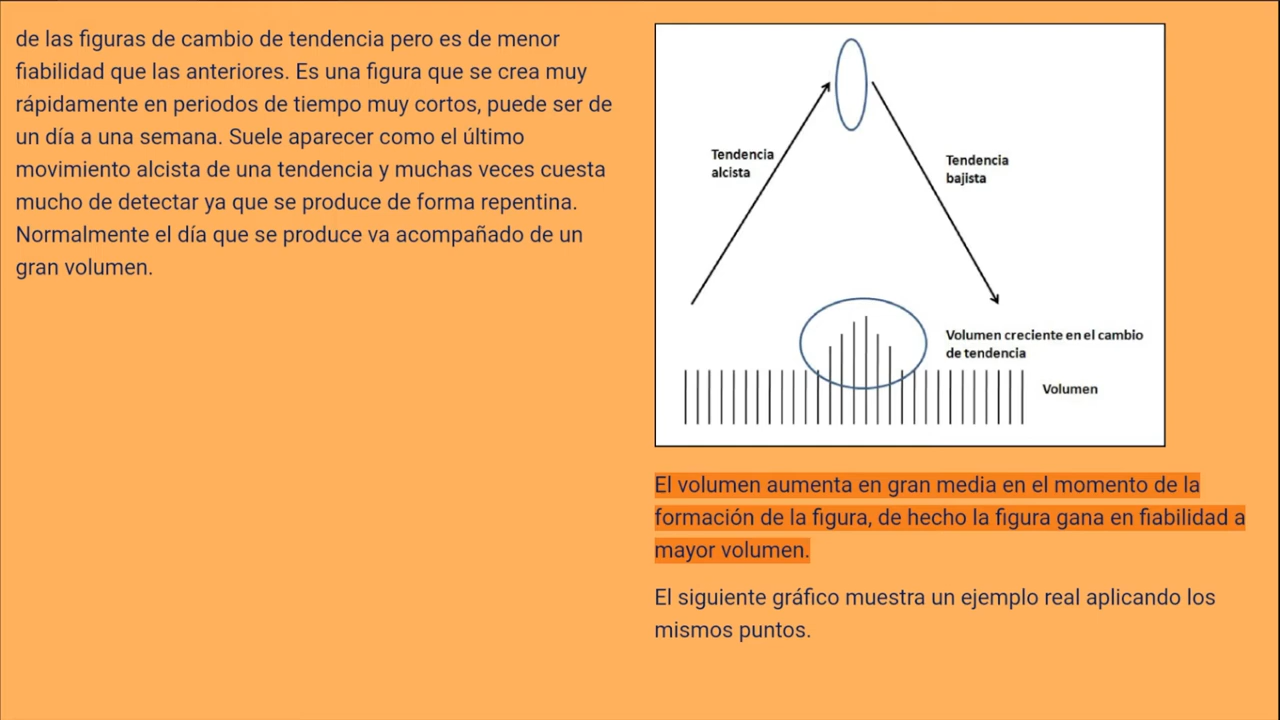 de las figuras de cambio de tendencia pero es de menor
fiabilidad que las anteriores. Es una figura que se crea muy
rápidamente en periodos de tiempo muy cortos, puede ser de
un día a una semana. Suele aparecer como el último
movimiento alcista de una tendencia y muchas veces cuesta
mucho de detectar ya que se produce de forma repentina.
Normalmente el día que se produce va acompañado de un
gran volumen.
Tendencia
alcista
Tendencia
bajista
Volumen creciente en el cambio
de tendencia
Volumen
El volumen aumenta en gran media en el momento de la
formación de la figura, de hecho la figura gana en fiabilidad a
mayor volumen.
El siguiente gráfico muestra un ejemplo real aplicando los
mismos puntos.